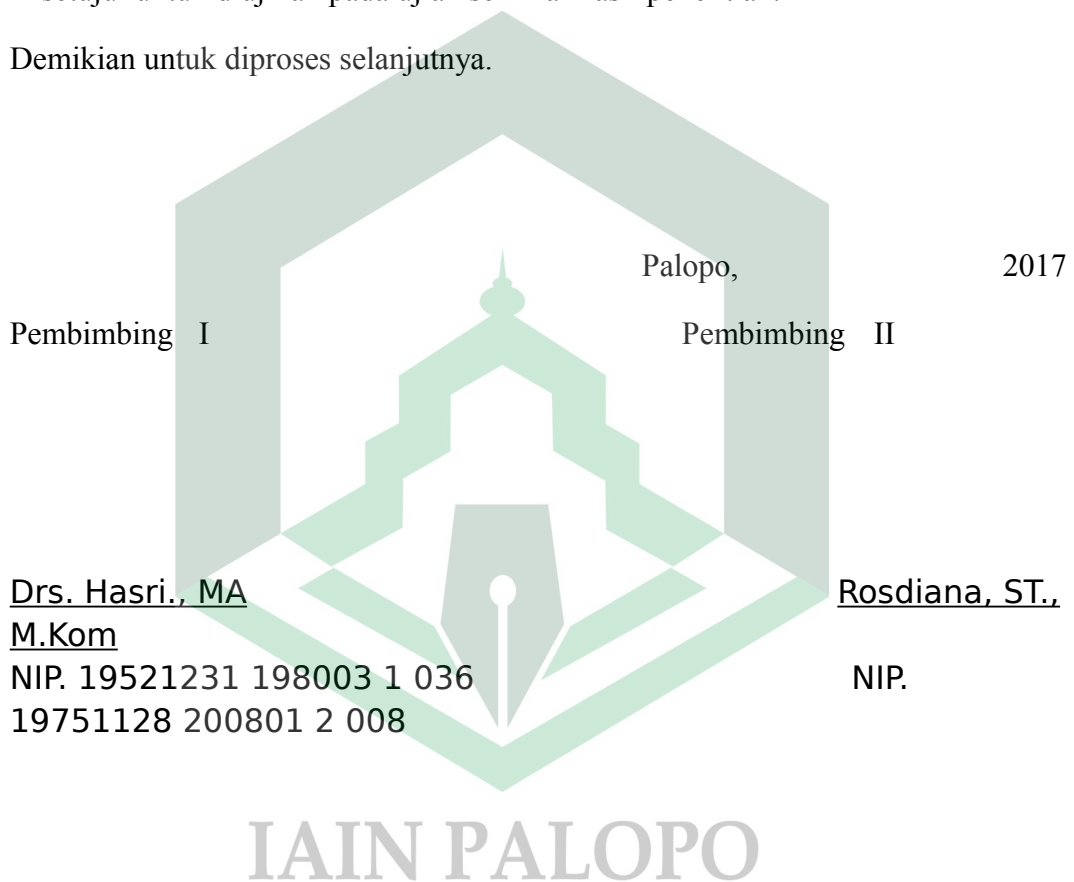 Demikian untuk diproses selanjutnya.
Palopo, 2017
Pembimbing I Pembimbing II
Drs. Hasri., MA Rosdiana, ST.,
M.Kom
NIP. 19521231 198003 1 036 NIP.
19751128 200801 2 008
IAIN PALOPO